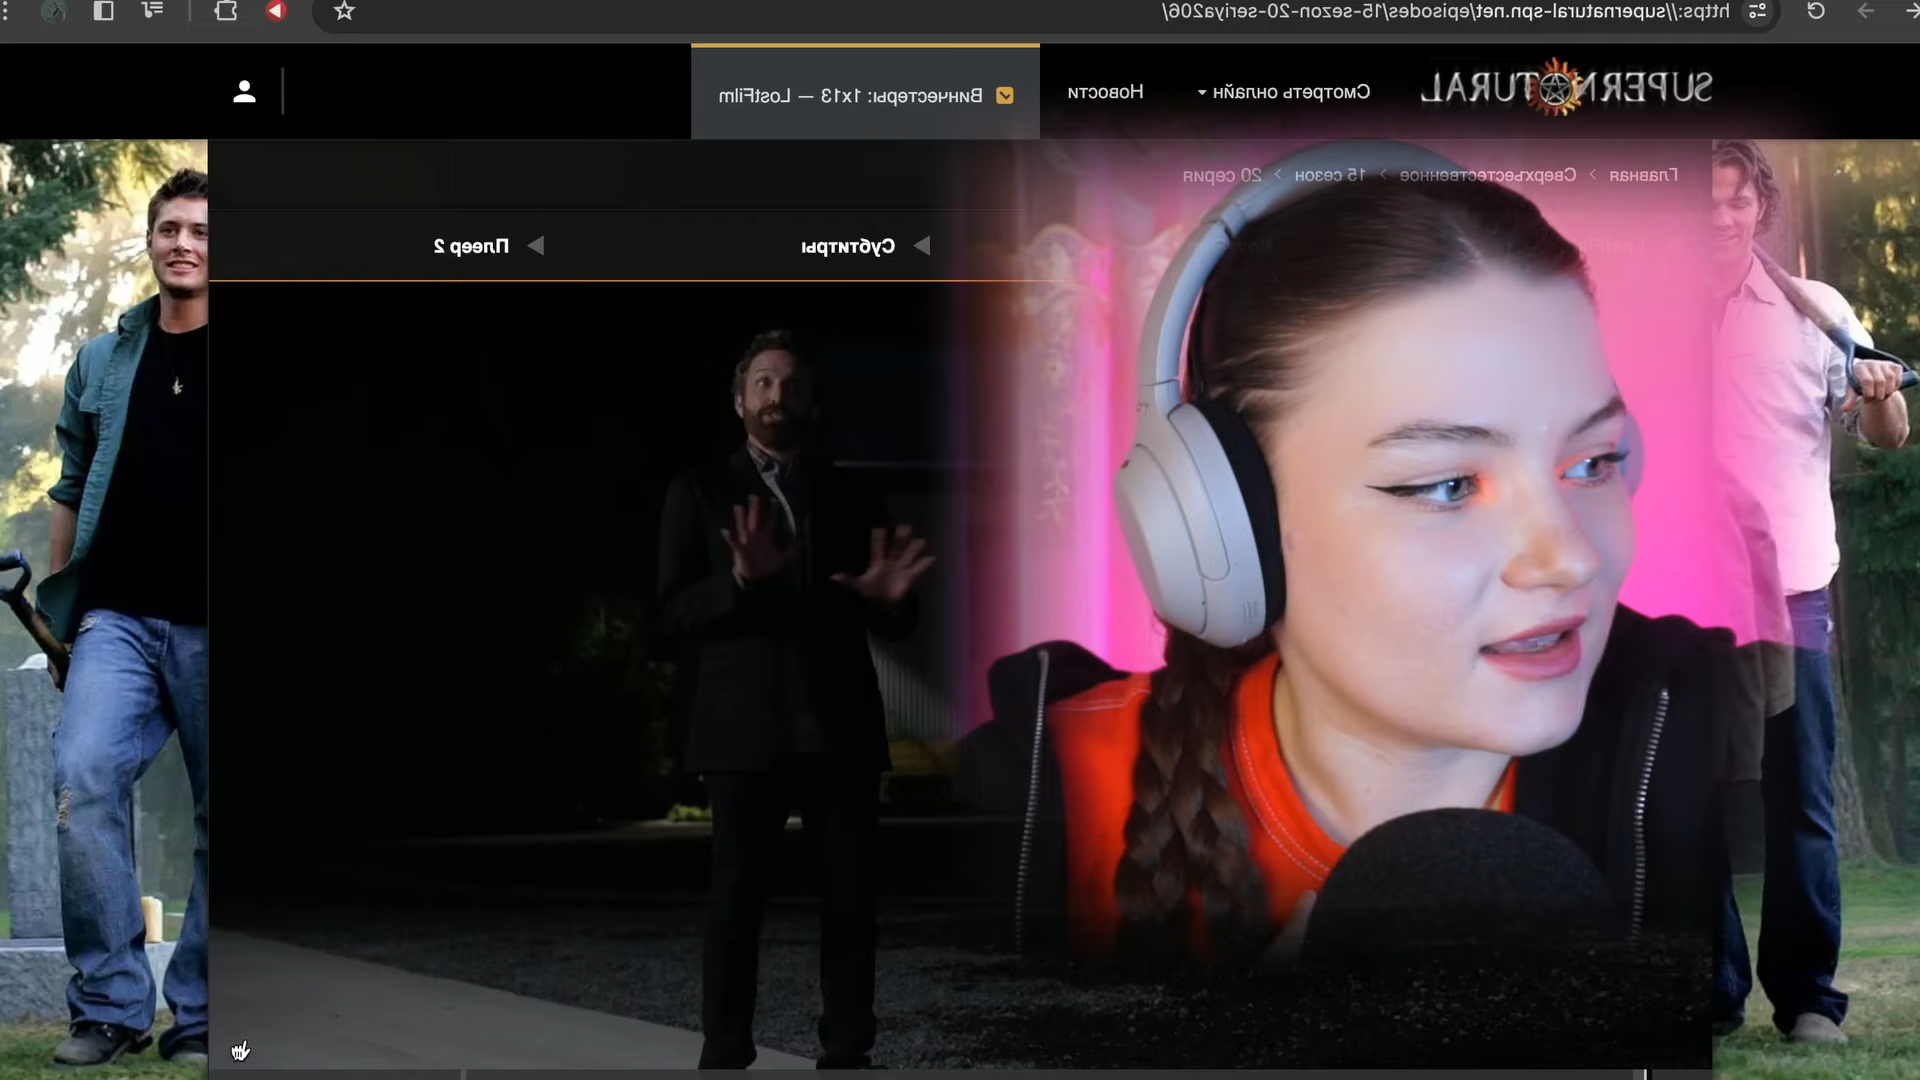 https://supernatural-spn.net/episodes/15-sezon-20-seriya206/
SUPERNATURAL
Смотреть онлайн
Новости
Винчестеры: 1x13 — LostFilm
Главная > Сверхъестественное > 15 сезон > 20 серия
Субтитры
Плеер 2